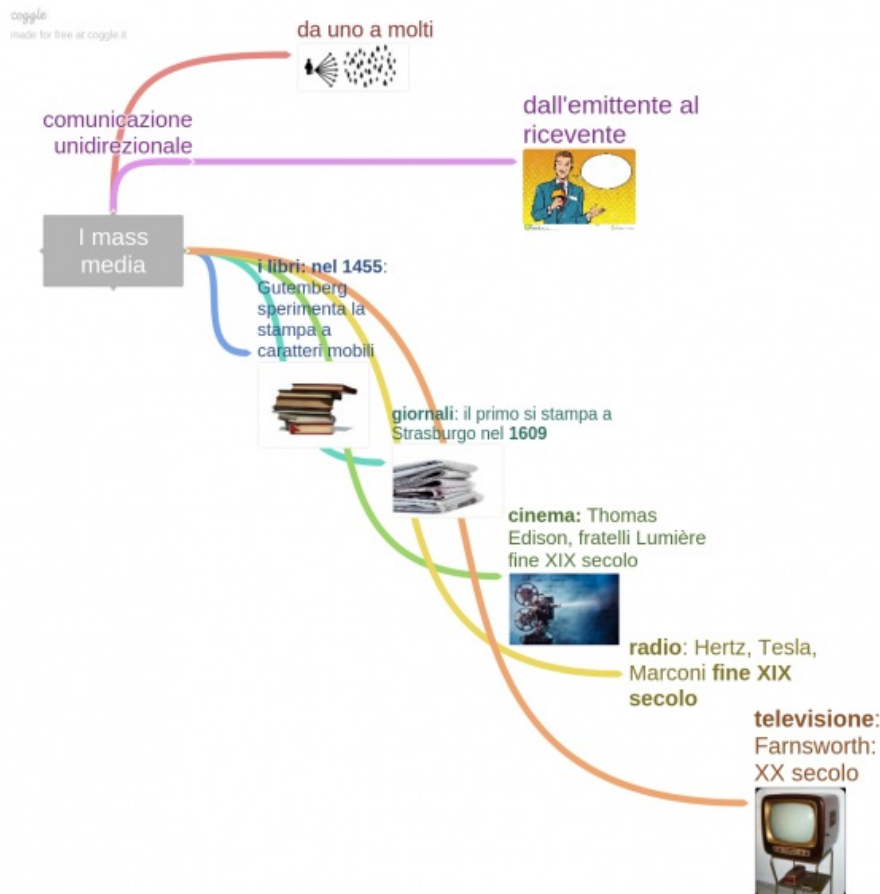 coggle
made for free at coggle.it
da uno a molti
comunicazione
unidirezionale
dall'emittente al
ricevente
I mass
media
i libri: nel 1455:
Gutemberg
sperimenta la
stampa a
caratteri mobili
giornali: il primo si stampa a
Strasburgo nel 1609
cinema: Thomas
Edison, fratelli Lumière
fine XIX secolo
radio: Hertz, Tesla,
Marconi fine XIX
secolo
televisione:
Farnsworth:
XX secolo